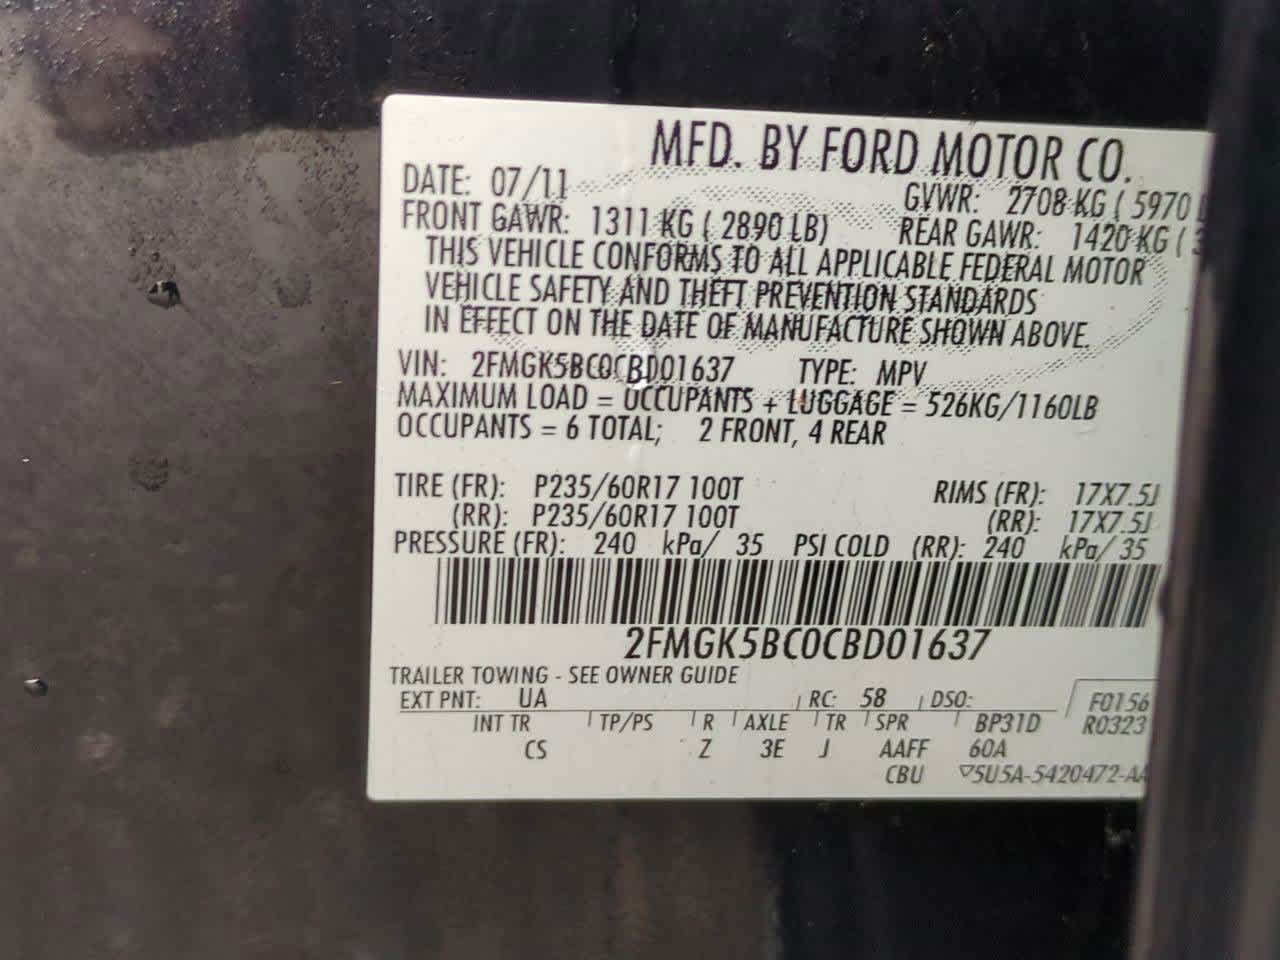 MFD. BY FORD MOTOR CO.
DATE: 07/11 GVWR: 2708 KG ( 5970
FRONT GAWR: 1311 KG ( 2890 LB) REAR GAWR: 1420 KG (
THIS VEHICLE CONFORMS TO ALL APPLICABLE FEDERAL MOTOR
VEHICLE SAFETY AND THEFT PREVENTION STANDARDS
IN EFFECT ON THE DATE OF MANUFACTURE SHOWN ABOVE.
VIN: 2FMGK5BC0CBD01637 TYPE: MPV
MAXIMUM LOAD = OCCUPANTS + LUGGAGE = 526KG/1160LB
OCCUPANTS = 6 TOTAL; 2 FRONT, 4 REAR
TIRE (FR): P235/60R17 100T RIMS (FR): 17X7.5J
(RR): P235/60R17 100T (RR): 17X7.5J
PRESSURE (FR): 240 kPa/ 35 PSI COLD (RR): 240 kPa/ 35
2FMGK5BC0CBD01637
TRAILER TOWING - SEE OWNER GUIDE
EXT PNT: UA RC: 58 DSO: F0156
INT TR TP/PS R AXLE TR SPR BP31D R0323
CS Z 3E J AAFF 60A
CBU 5U5A-5420472-AA